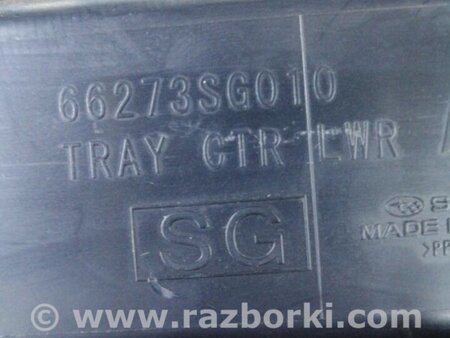 66273SG010
TRAY CTR LWR
SG
MADE
>PP
© www.razborki.com